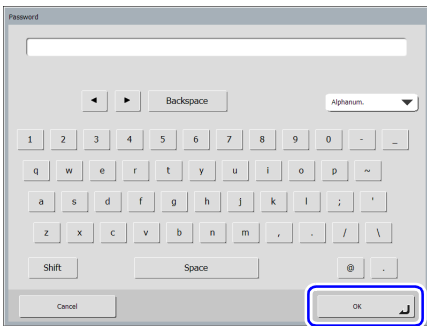 Password
Backspace
Alphanum.
1 2 3 4 5 6 7 8 9 0 - _
q w e r t y u i o p ~
a s d f g h j k l ; '
z x c v b n m , . / \
Shift Space @ .
Cancel OK